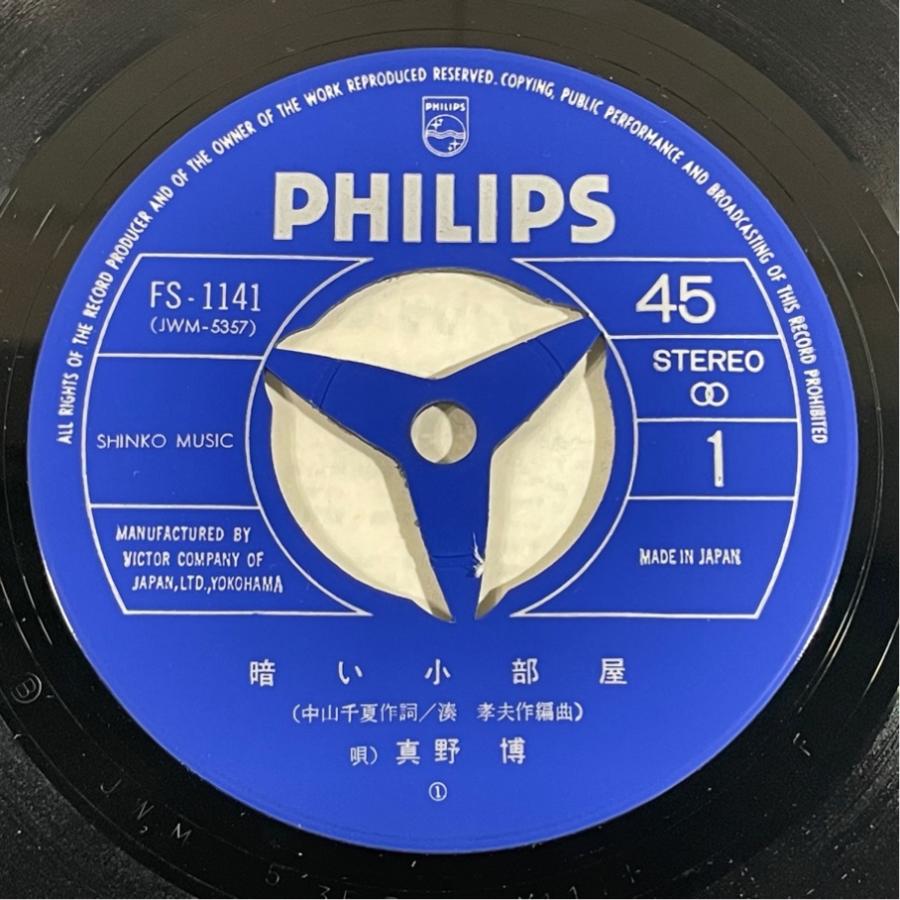 ALL RIGHTS OF THE RECORD PRODUCER AND OF THE OWNER OF THE WORK REPRODUCED RESERVED. COPYING, PUBLIC PERFORMANCE AND BROADCASTING OF THIS RECORD PROHIBITED
PHILIPS
PHILIPS
FS-1141
(JWM-5357)
45
STEREO
SHINKO MUSIC
1
MANUFACTURED BY
VICTOR COMPANY OF
JAPAN,LTD.,YOKOHAMA
MADE IN JAPAN
暗い小部屋
(中山千夏作詞/湊 孝夫作編曲)
唄)真野 博
①
B
JWM